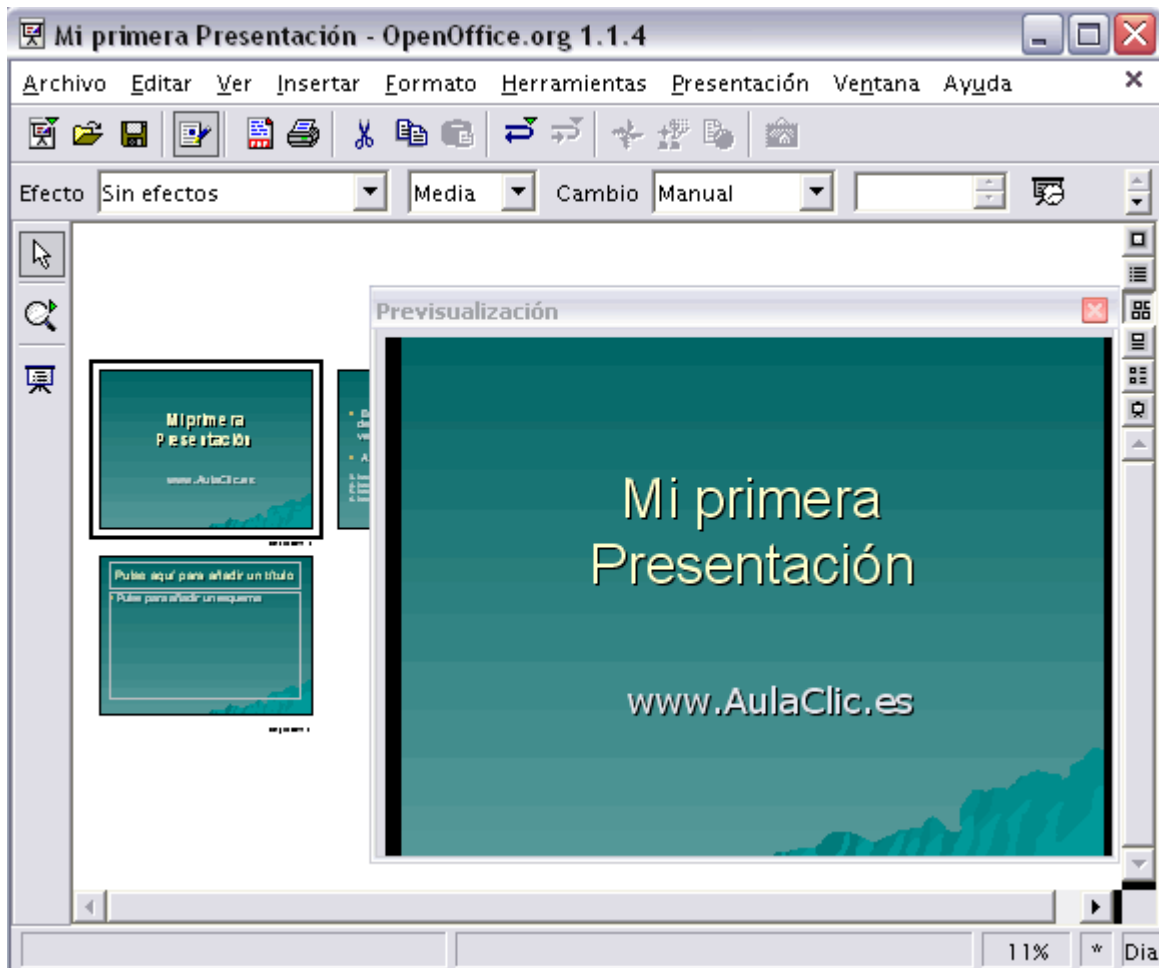 Mi primera Presentación - OpenOffice.org 1.1.4
Archivo Editar Ver Insertar Formato Herramientas Presentación Ventana Ayuda
Efecto Sin efectos Media Cambio Manual
Previsualización
Mi primera
Presentación
www.AulaClic.es
Pulse aquí para añadir un título
Pulse para añadir un esquema
Mi primera
Presentación
www.AulaClic.es
11% * Dia